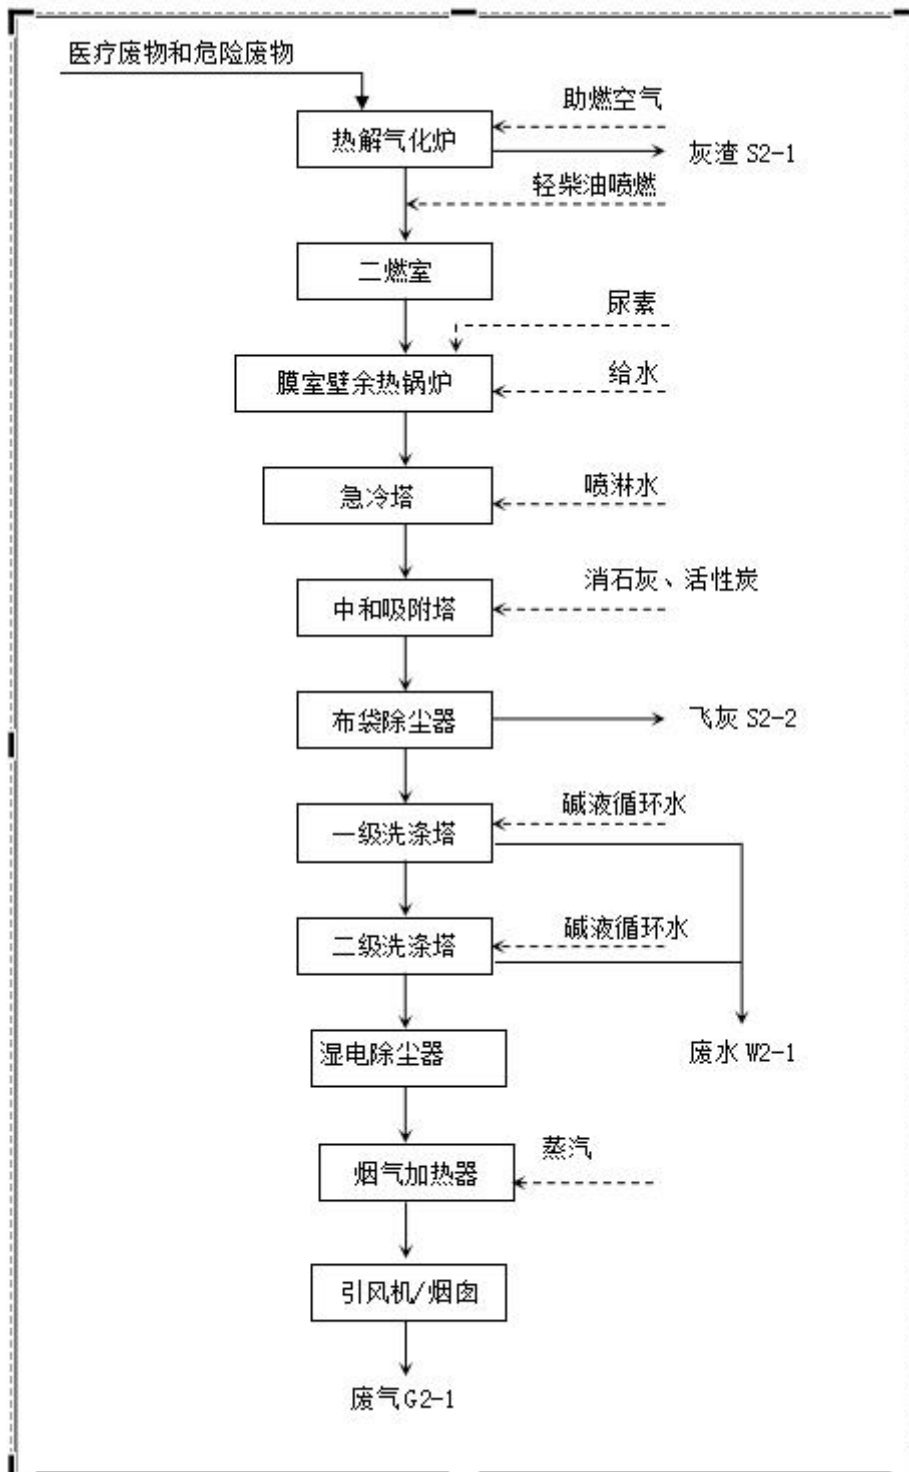 医疗废物和危险废物
助燃空气
热解气化炉
灰渣 S2-1
轻柴油喷燃
二燃室
尿素
膜室壁余热锅炉
给水
急冷塔
喷淋水
消石灰、活性炭
中和吸附塔
布袋除尘器
飞灰 S2-2
碱液循环水
一级洗涤塔
碱液循环水
二级洗涤塔
湿电除尘器
废水 W2-1
蒸汽
烟气加热器
引风机/烟囱
废气G2-1